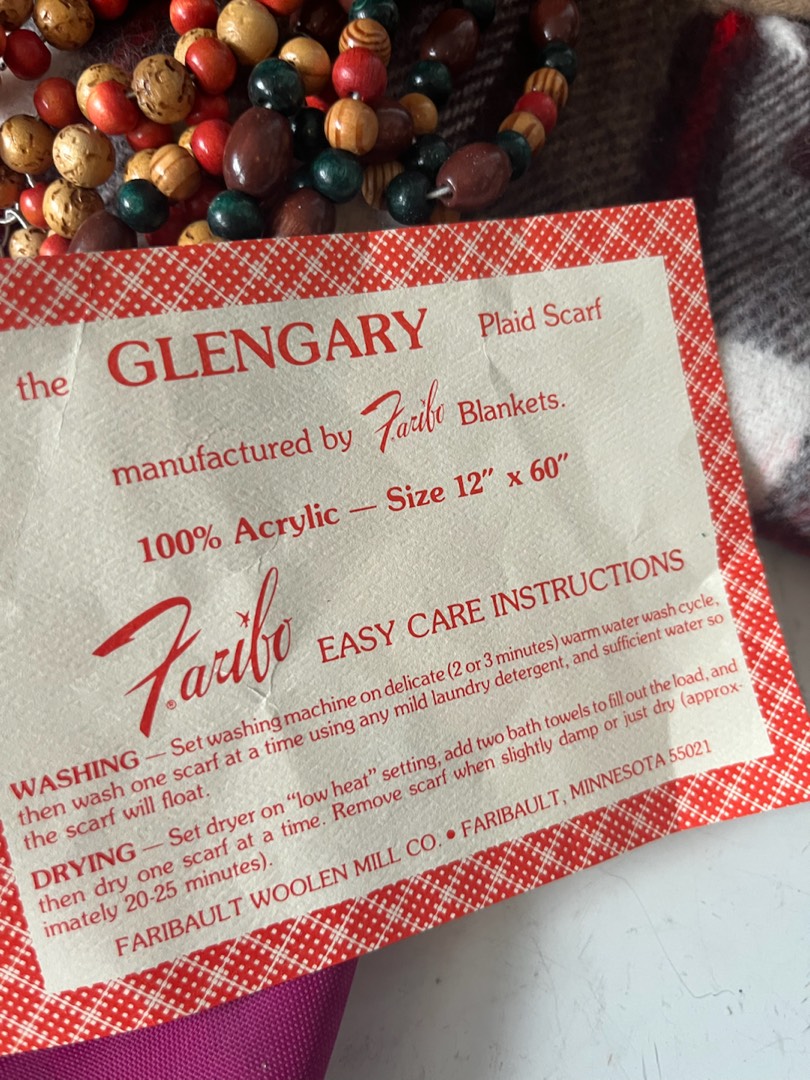 the GLENGARY Plaid Scarf
manufactured by Faribo Blankets.
100% Acrylic — Size 12" x 60"
Faribo® EASY CARE INSTRUCTIONS
WASHING — Set washing machine on delicate (2 or 3 minutes) warm water wash cycle,
then wash one scarf at a time using any mild laundry detergent, and sufficient water so
the scarf will float.
DRYING — Set dryer on "low heat" setting, add two bath towels to fill out the load, and
then dry one scarf at a time. Remove scarf when slightly damp or just dry (approx-
imately 20-25 minutes).
FARIBAULT WOOLEN MILL CO. • FARIBAULT, MINNESOTA 55021